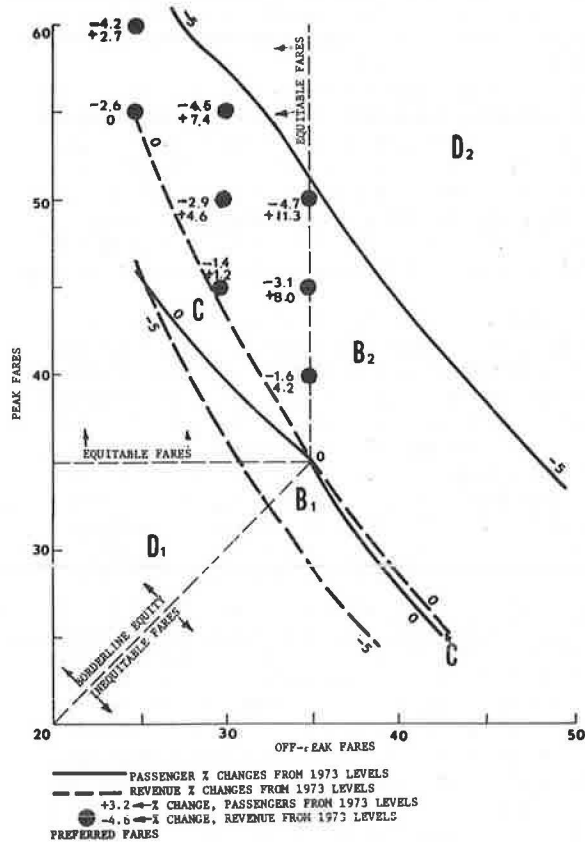 60
-4.2
+2.7
-5
EQUITABLE FARES
D2
-2.6
0
-4.6
+7.4
0
50
-2.9
+4.6
-4.7
+11.3
-1.4
+1.2
-3.1
+8.0
C
0
-5
B2
PEAK FARES
40
-1.6
4.2
EQUITABLE FARES
0
B1
-5
D1
30
BORDERLINE EQUITY
INEQUITABLE FARES
0
0
-5
C
20
30
40
50
OFF-PEAK FARES
PASSENGER % CHANGES FROM 1973 LEVELS
REVENUE % CHANGES FROM 1973 LEVELS
+3.2 ← % CHANGE, PASSENGERS FROM 1973 LEVELS
-4.6 ← % CHANGE, REVENUE FROM 1973 LEVELS
PREFERRED FARES